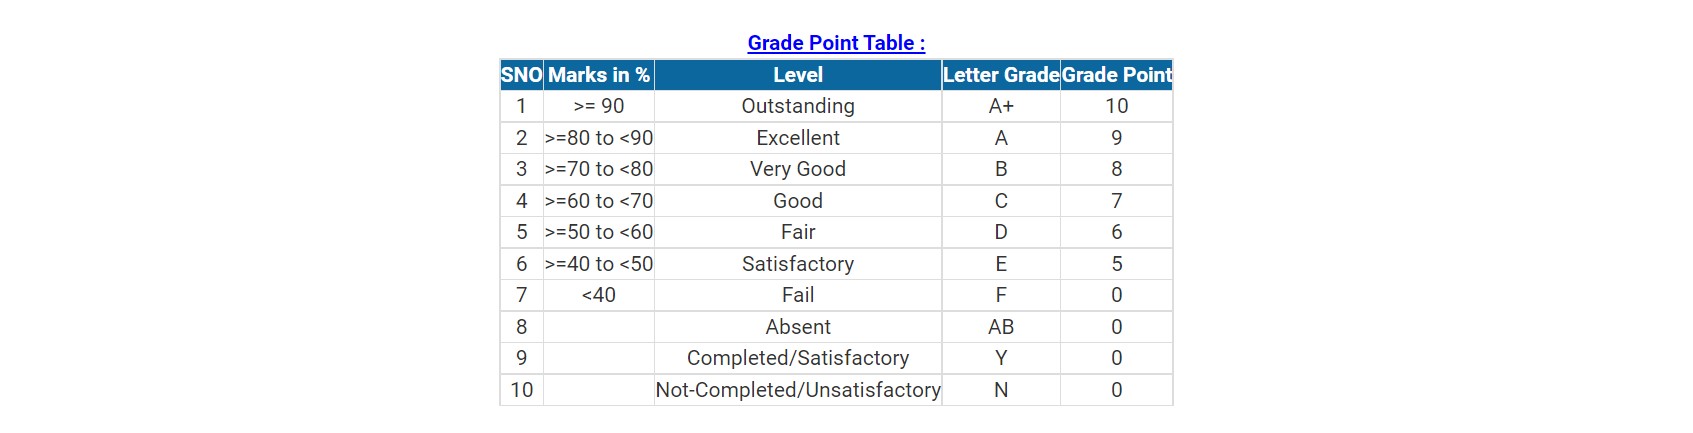 Grade Point Table :
SNO Marks in % Level Letter Grade Grade Point
1 >= 90 Outstanding A+ 10
2 >=80 to <90 Excellent A 9
3 >=70 to <80 Very Good B 8
4 >=60 to <70 Good C 7
5 >=50 to <60 Fair D 6
6 >=40 to <50 Satisfactory E 5
7 <40 Fail F 0
8 Absent AB 0
9 Completed/Satisfactory Y 0
10 Not-Completed/Unsatisfactory N 0